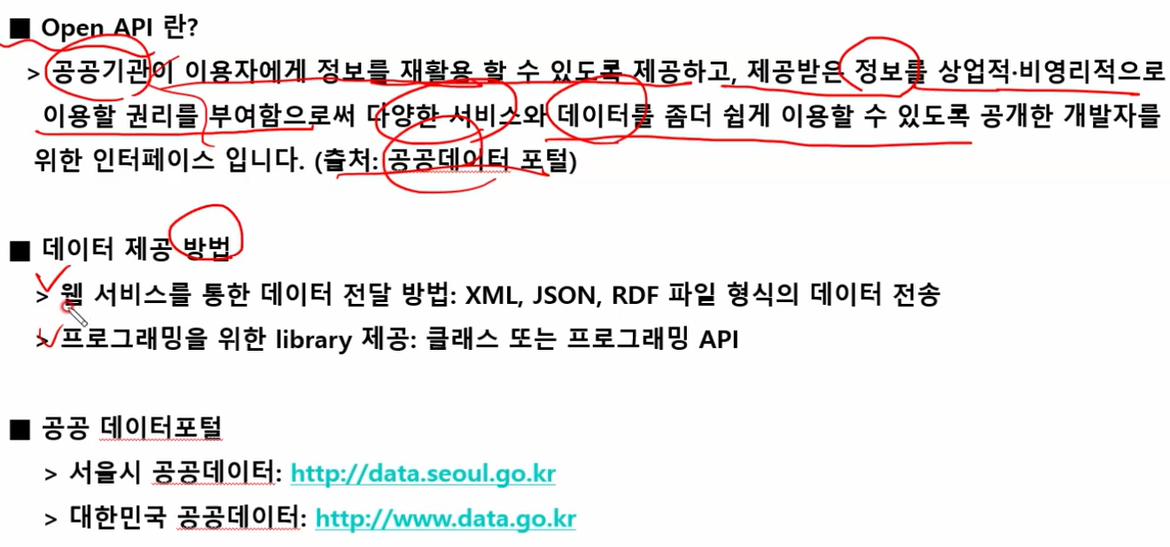 ■ Open API 란?
> 공공기관이 이용자에게 정보를 재활용 할 수 있도록 제공하고, 제공받은 정보를 상업적·비영리적으로
이용할 권리를 부여함으로써 다양한 서비스와 데이터를 좀더 쉽게 이용할 수 있도록 공개한 개발자를
위한 인터페이스 입니다. (출처: 공공데이터 포털)
■ 데이터 제공 방법
> 웹 서비스를 통한 데이터 전달 방법: XML, JSON, RDF 파일 형식의 데이터 전송
> 프로그래밍을 위한 library 제공: 클래스 또는 프로그래밍 API
■ 공공 데이터포털
> 서울시 공공데이터: http://data.seoul.go.kr
> 대한민국 공공데이터: http://www.data.go.kr